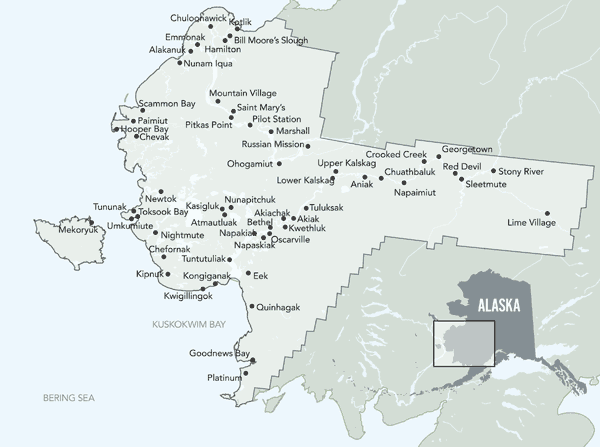 Chuloonawick
Kotlik
Emmonak
Bill Moore's Slough
Alakanuk
Hamilton
Nunam Iqua
Mountain Village
Scammon Bay
Saint Mary's
Paimiut
Pitkas Point
Pilot Station
Hooper Bay
Marshall
Chevak
Russian Mission
Georgetown
Crooked Creek
Ohogamiut
Upper Kalskag
Red Devil
Stony River
Chuathbaluk
Lower Kalskag
Aniak
Sleetmute
Napaimiut
Newtok
Nunapitchuk
Tununak
Kasigluk
Tuluksak
Toksook Bay
Akiachak
Mekoryuk
Umkumiute
Atmautluak
Bethel
Akiak
Lime Village
Kwethluk
Nightmute
Napakiak
Oscarville
Napaskiak
Chefornak
Tuntutuliak
Kipnuk
Kongiganak
Eek
Kwigillingok
Quinhagak
ALASKA
KUSKOKWIM BAY
Goodnews Bay
Platinum
BERING SEA